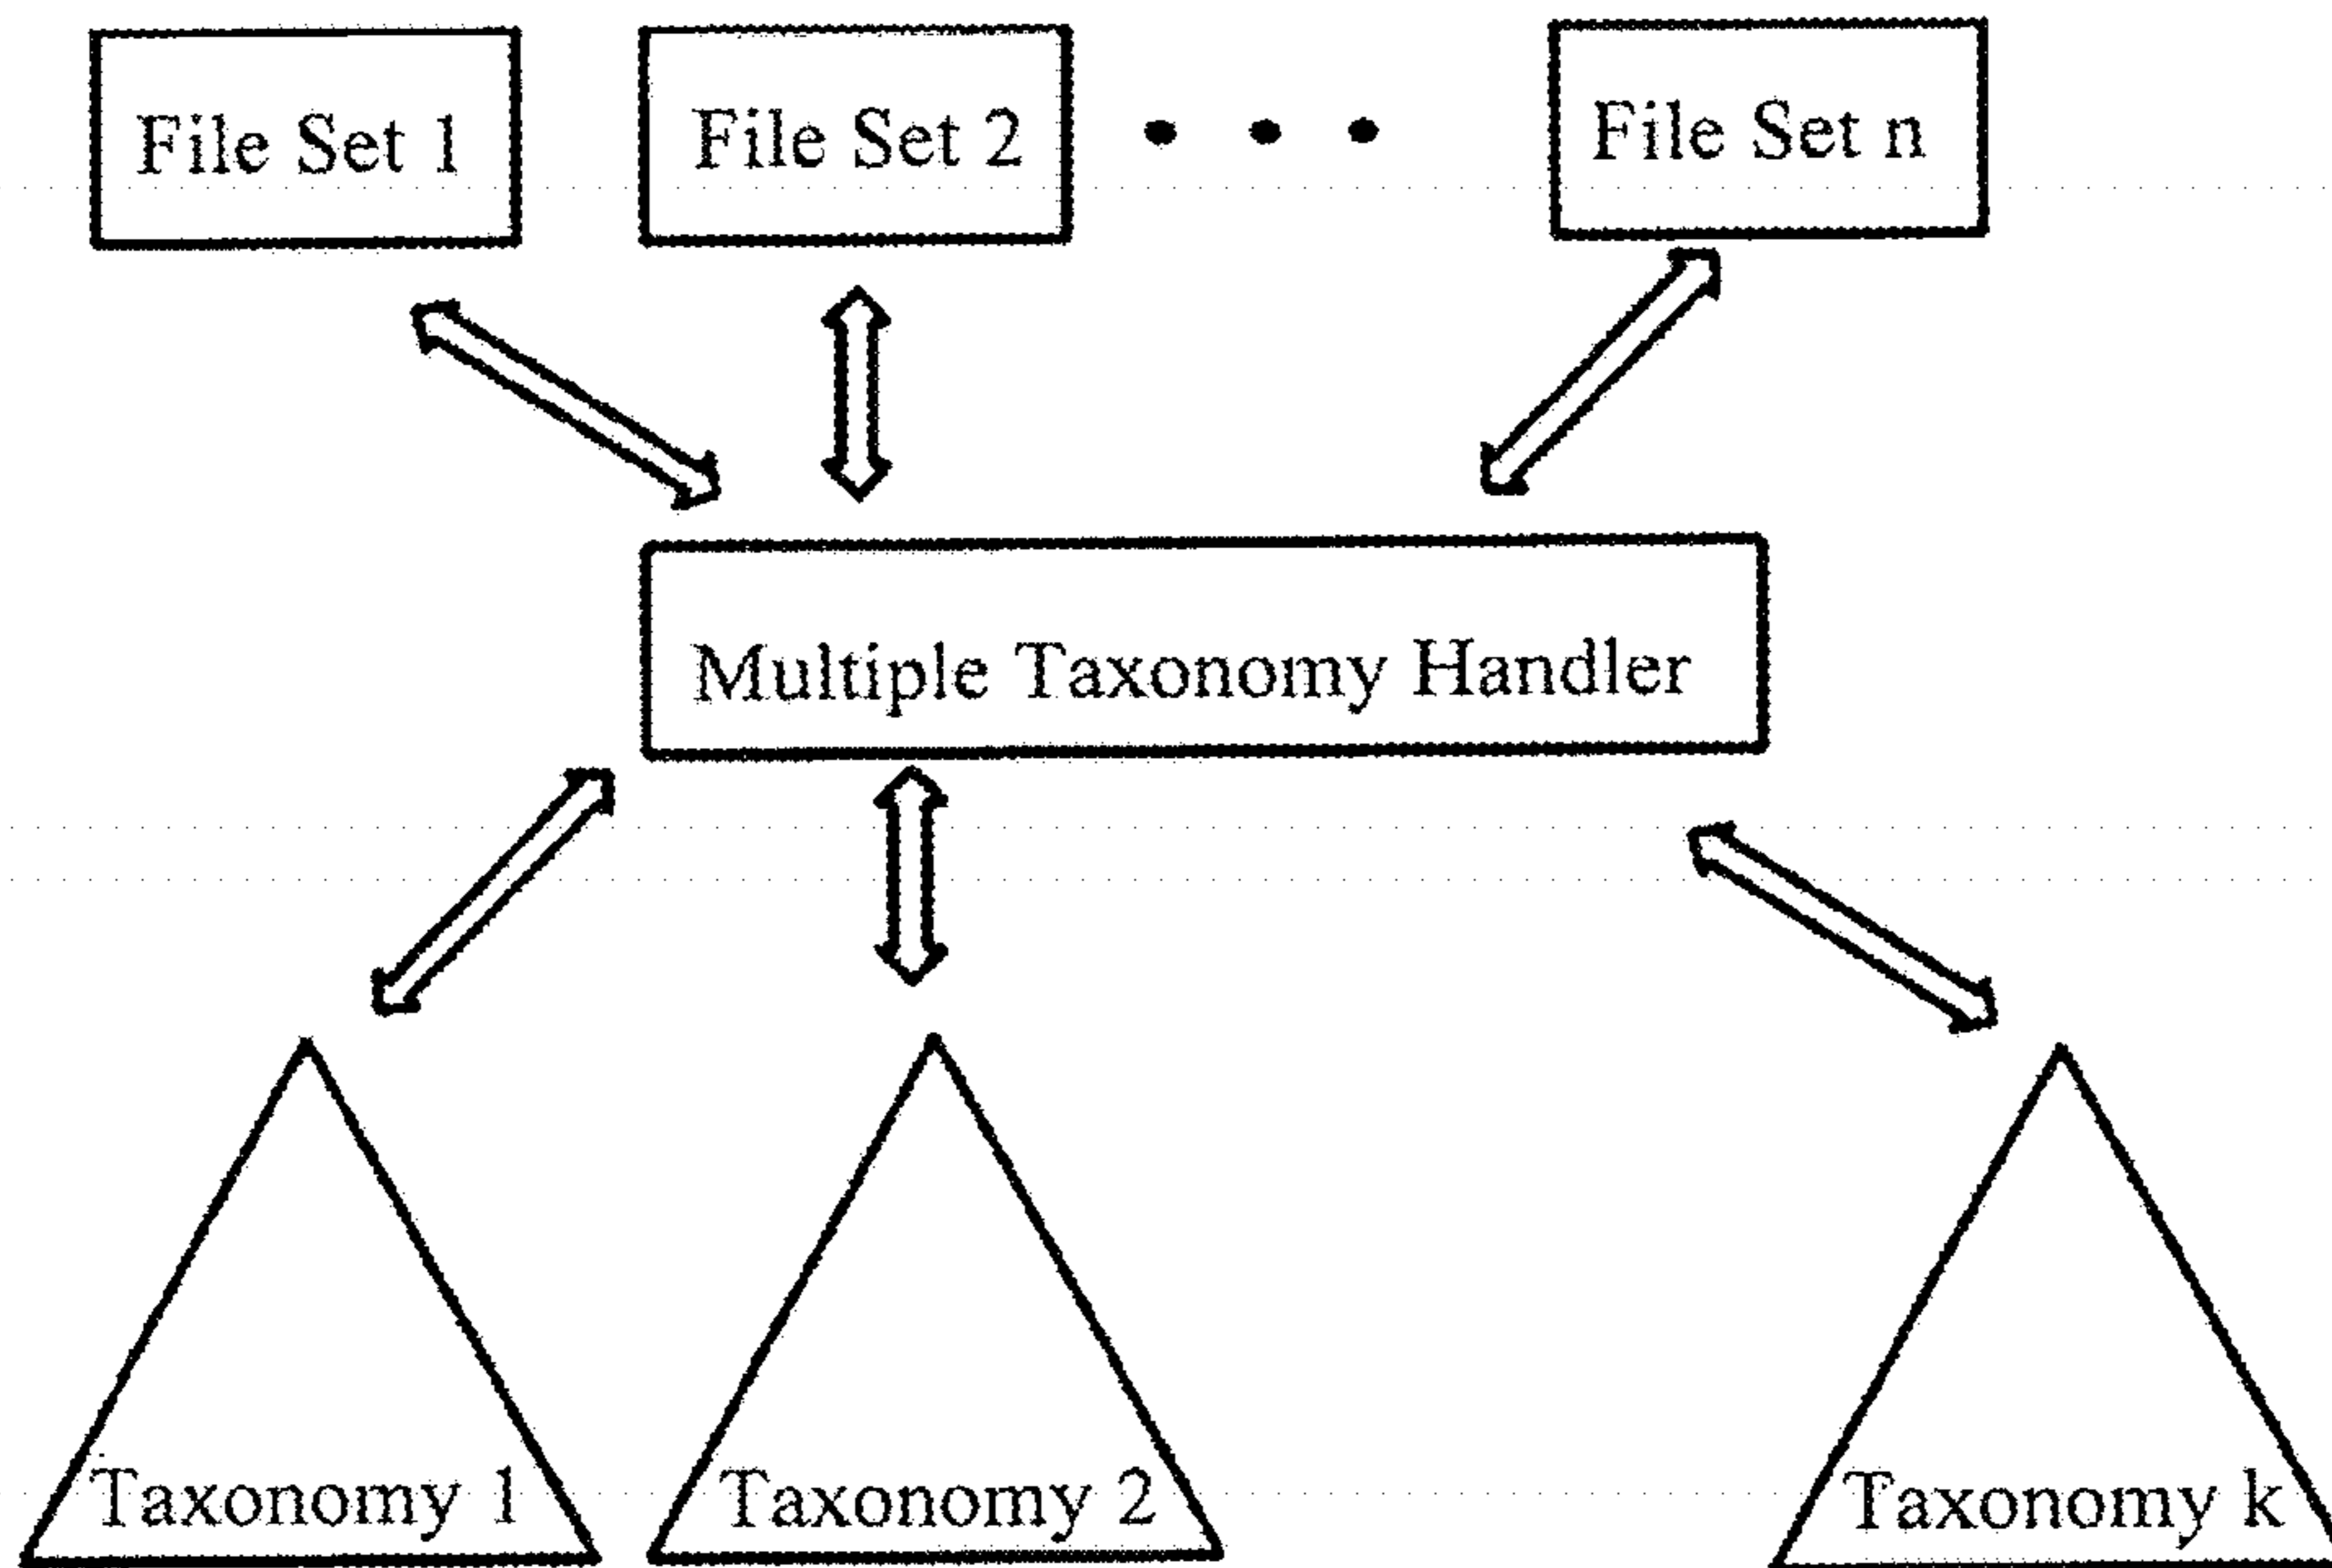 File Set 1
File Set 2
File Set n
Multiple Taxonomy Handler
Taxonomy 1
Taxonomy 2
Taxonomy k